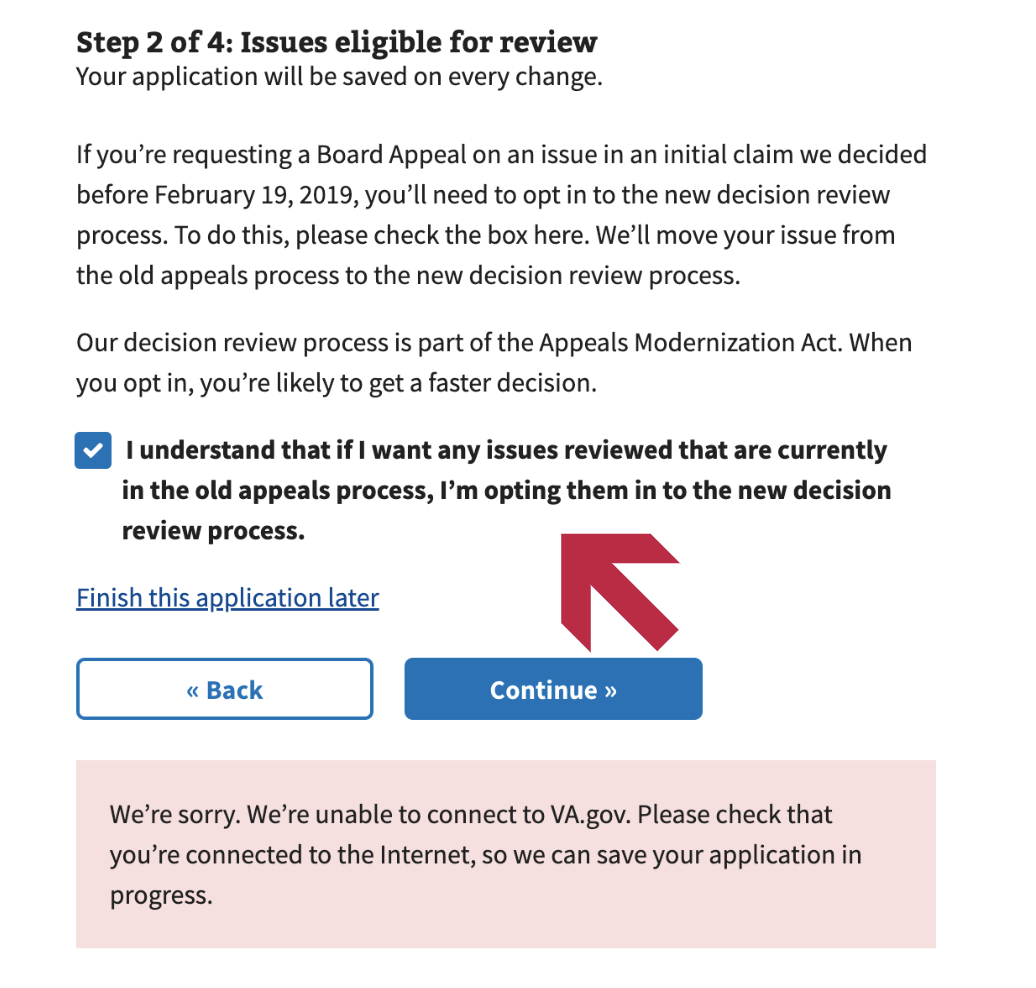 Step 2 of 4: Issues eligible for review
Your application will be saved on every change.
If you’re requesting a Board Appeal on an issue in an initial claim we decided
before February 19, 2019, you’ll need to opt in to the new decision review
process. To do this, please check the box here. We’ll move your issue from
the old appeals process to the new decision review process.
Our decision review process is part of the Appeals Modernization Act. When
you opt in, you’re likely to get a faster decision.
I understand that if I want any issues reviewed that are currently
in the old appeals process, I’m opting them in to the new decision
review process.
Finish this application later
« Back
Continue »
We’re sorry. We’re unable to connect to VA.gov. Please check that
you’re connected to the Internet, so we can save your application in
progress.